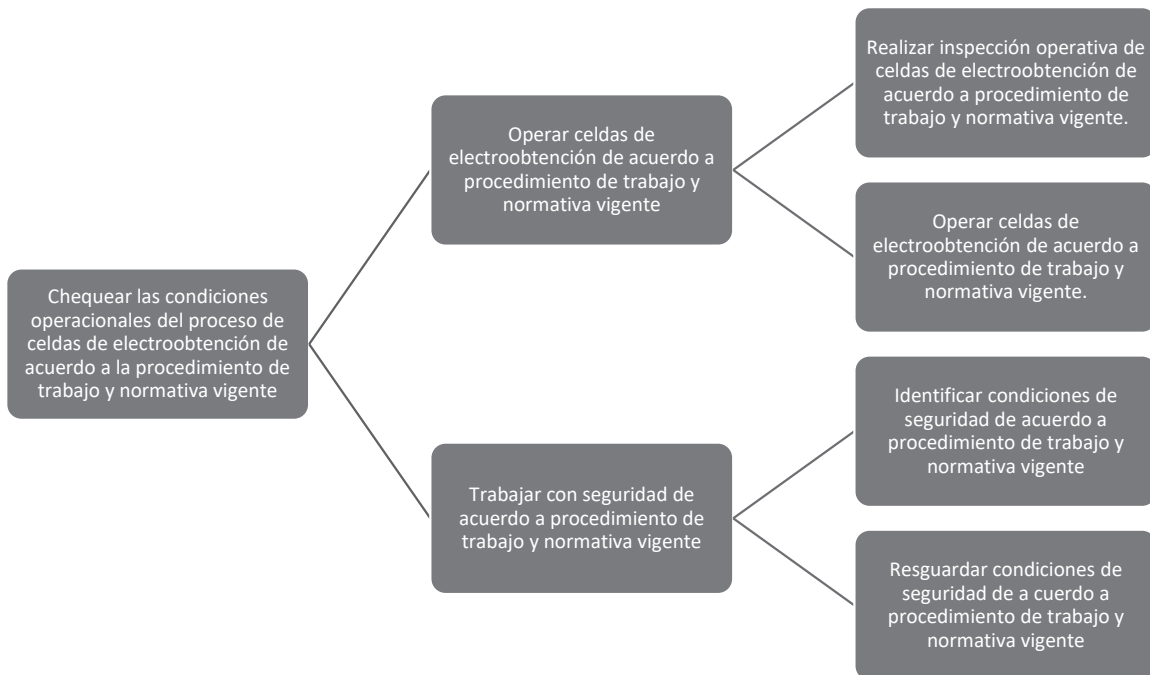 Chequear las condiciones
operacionales del proceso de
celdas de electroobtención de
acuerdo a la procedimiento de
trabajo y normativa vigente
Operar celdas de
electroobtención de acuerdo a
procedimiento de trabajo y
normativa vigente
Realizar inspección operativa de
celdas de electroobtención de
acuerdo a procedimiento de
trabajo y normativa vigente.
Operar celdas de
electroobtención de acuerdo a
procedimiento de trabajo y
normativa vigente.
Trabajar con seguridad de
acuerdo a procedimiento de
trabajo y normativa vigente
Identificar condiciones de
seguridad de acuerdo a
procedimiento de trabajo y
normativa vigente
Resguardar condiciones de
seguridad de a cuerdo a
procedimiento de trabajo y
normativa vigente